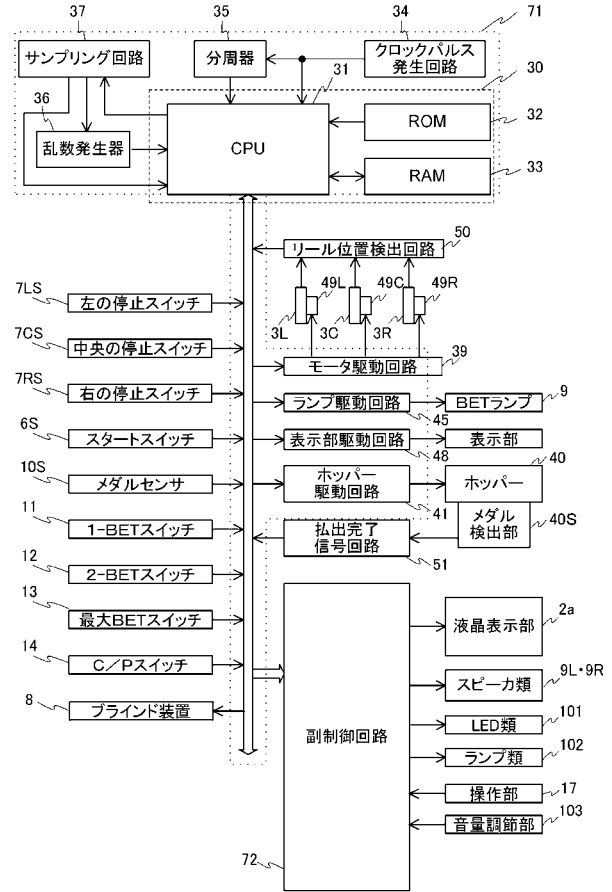 37
35
34
71
サンプリング回路
分周器
クロックパルス
発生回路
31
30
36
乱数発生器
CPU
ROM
32
RAM
33
50
リール位置検出回路
49L
49C
49R
3L
3C
3R
39
モータ駆動回路
7LS
左の停止スイッチ
7CS
中央の停止スイッチ
7RS
右の停止スイッチ
ランプ駆動回路
45
BETランプ
9
6S
スタートスイッチ
表示部駆動回路
48
表示部
10S
メダルセンサ
ホッパー
駆動回路
41
40
ホッパー
メダル
検出部
40S
11
1-BETスイッチ
払出完了
信号回路
51
12
2-BETスイッチ
13
最大BETスイッチ
14
C/Pスイッチ
8
ブラインド装置
副制御回路
72
液晶表示部
2a
スピーカ類
9L・9R
LED類
101
ランプ類
102
操作部
17
音量調節部
103